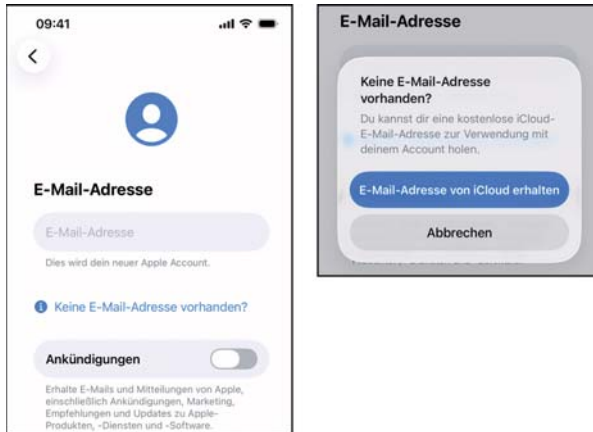 09:41
E-Mail-Adresse
E-Mail-Adresse
Dies wird dein neuer Apple Account.
Keine E-Mail-Adresse vorhanden?
Ankündigungen
Erhalte E-Mails und Mitteilungen von Apple,
einschließlich Ankündigungen, Marketing,
Empfehlungen und Updates zu Apple-
Produkten, -Diensten und -Software.
E-Mail-Adresse
Keine E-Mail-Adresse
vorhanden?
Du kannst dir eine kostenlose iCloud-
E-Mail-Adresse zur Verwendung mit
deinem Account holen.
E-Mail-Adresse von iCloud erhalten
Abbrechen